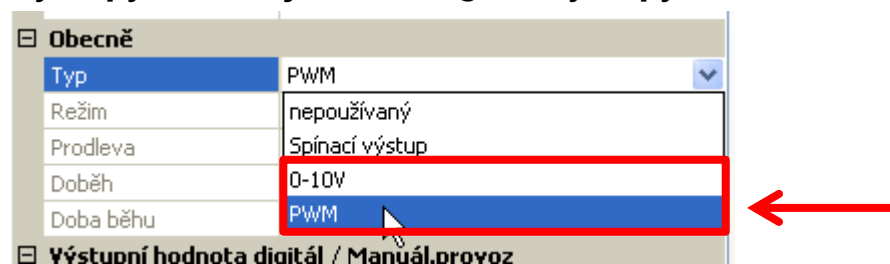 Obecně
Typ PWM
Režim nepoužívaný
Prodleva Spínací výstup
Doběh 0-10V
Doba běhu PWM
Výstupní hodnota digitál / Manuál.provoz